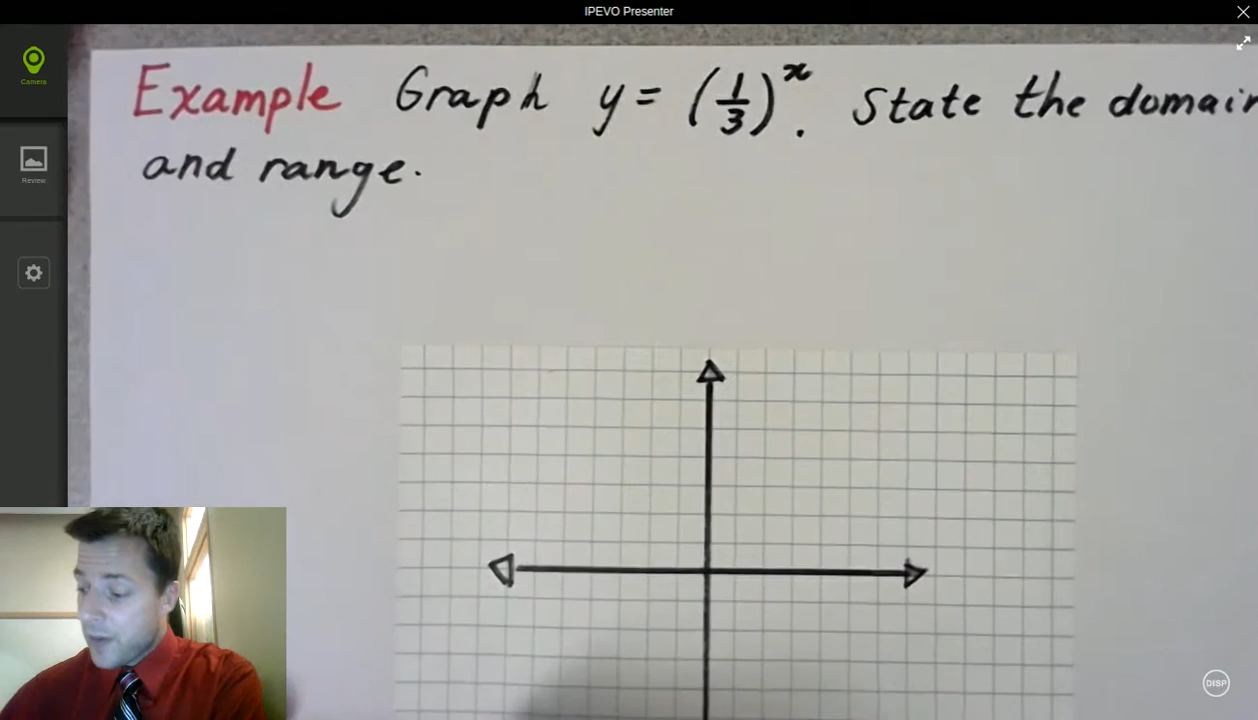 IPEVO Presenter
Camera
Example Graph y = (1/3)^x. State the domain
and range.
Review
DISP